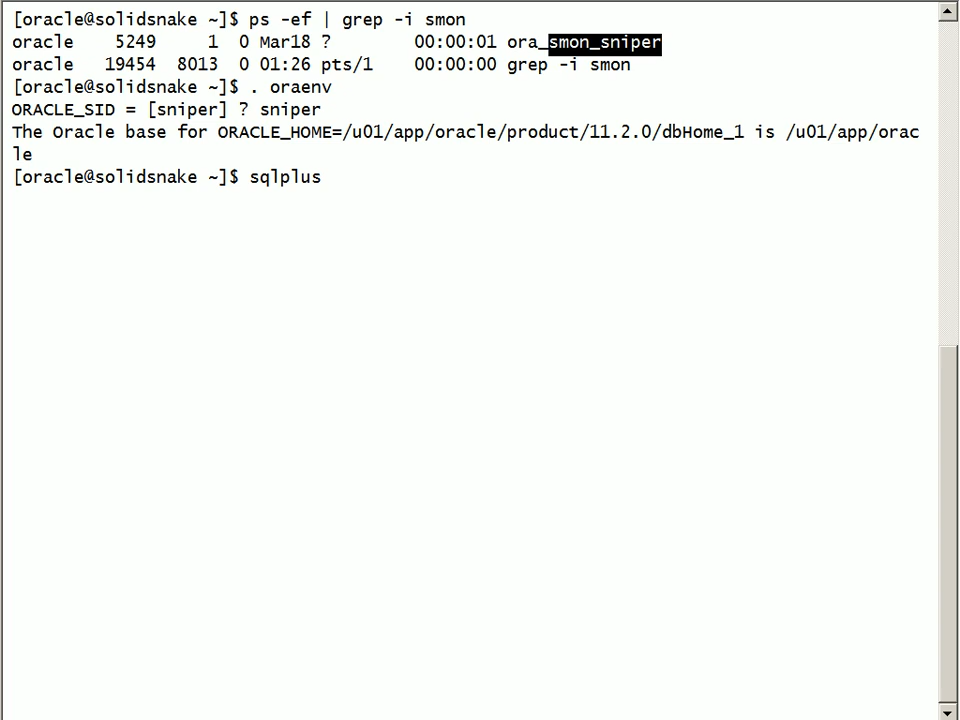 [oracle@solidsnake ~]$ ps -ef | grep -i smon
oracle    5249     1  0 Mar18 ?        00:00:01 ora_smon_sniper
oracle   19454  8013  0 01:26 pts/1    00:00:00 grep -i smon
[oracle@solidsnake ~]$ . oraenv
ORACLE_SID = [sniper] ? sniper
The Oracle base for ORACLE_HOME=/u01/app/oracle/product/11.2.0/dbHome_1 is /u01/app/orac
le
[oracle@solidsnake ~]$ sqlplus